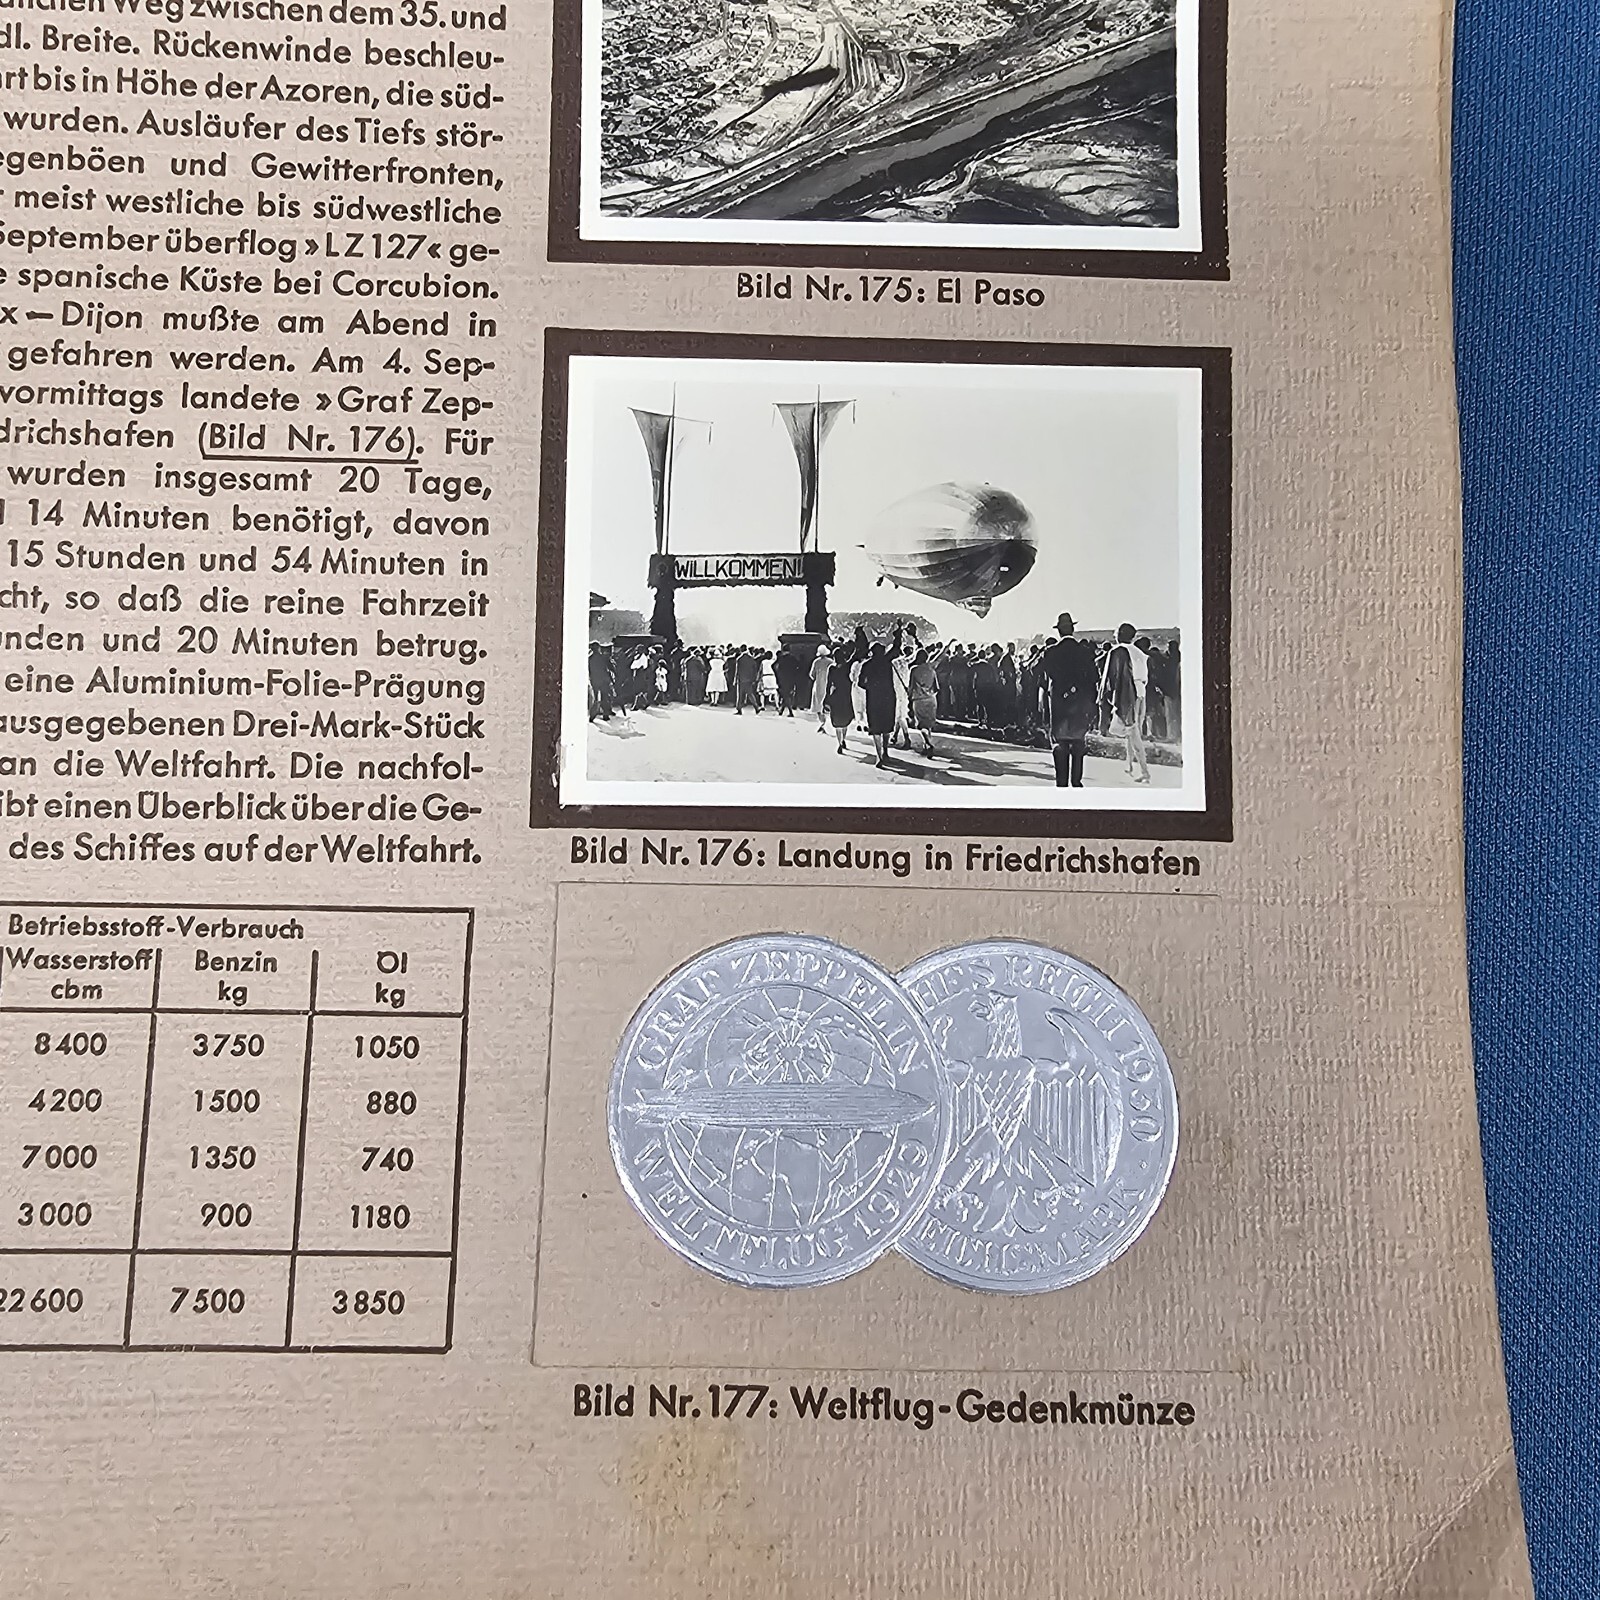 Weg zwischen dem 35. und
dl. Breite. Rückenwinde beschleu-
rt bis in Höhe der Azoren, die süd-
wurden. Ausläufer des Tiefs stör-
egenböen und Gewitterfronten,
meist westliche bis südwestliche
September überflog »LZ 127« ge-
e spanische Küste bei Corcubion.
x — Dijon mußte am Abend in
gefahren werden. Am 4. Sep-
vormittags landete »Graf Zep-
drichshafen (Bild Nr. 176). Für
wurden insgesamt 20 Tage,
14 Minuten benötigt, davon
15 Stunden und 54 Minuten in
cht, so daß die reine Fahrzeit
unden und 20 Minuten betrug.
eine Aluminium-Folie-Prägung
ausgegebenen Drei-Mark-Stück
an die Weltfahrt. Die nachfol-
ibt einen Überblick über die Ge-
des Schiffes auf der Weltfahrt.
Betriebsstoff-Verbrauch
Wasserstoff Benzin Öl
cbm kg kg
8400 3750 1050
4200 1500 880
7000 1350 740
3000 900 1180
22600 7500 3850
Bild Nr. 175: El Paso
WILLKOMMEN!
Bild Nr. 176: Landung in Friedrichshafen
GRAF ZEPPELIN
WELTFLUG 1929
HES REICH 1930
REICHSMARK
Bild Nr. 177: Weltflug-Gedenkmünze